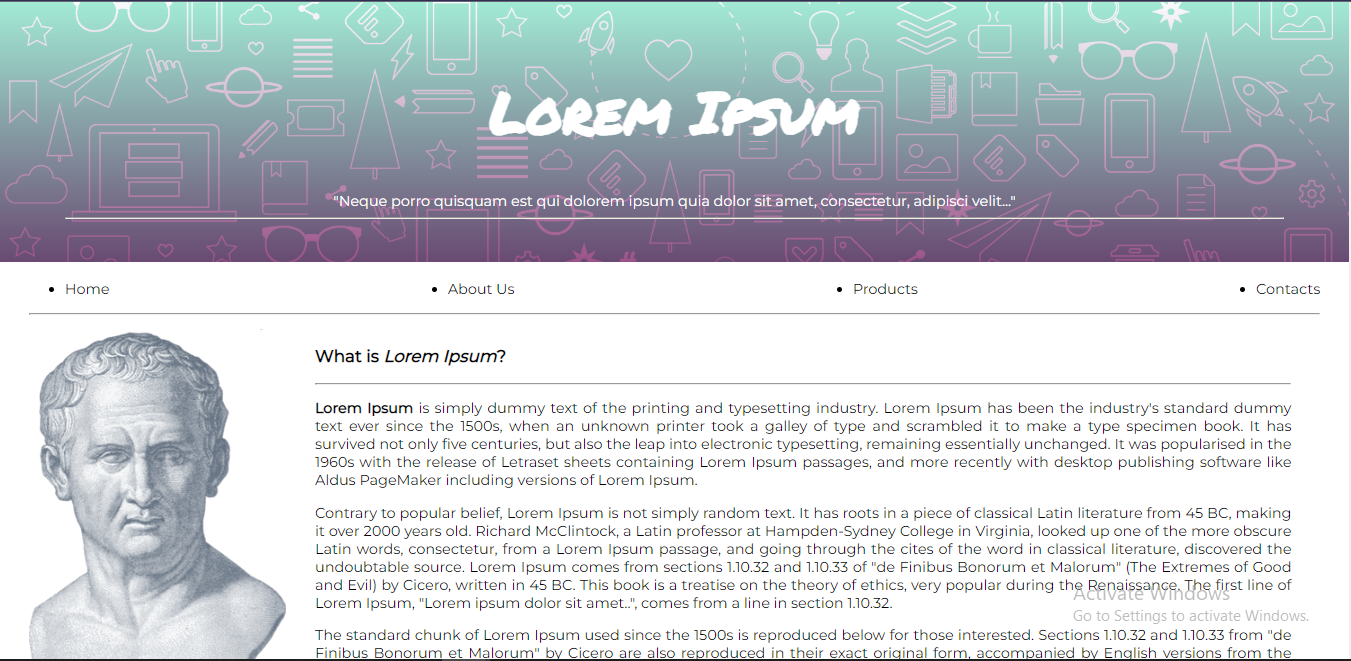 Lorem Ipsum
"Neque porro quisquam est qui dolorem ipsum quia dolor sit amet, consectetur, adipisci velit..."
Home
About Us
Products
Contacts
What is Lorem Ipsum?
Lorem Ipsum is simply dummy text of the printing and typesetting industry. Lorem Ipsum has been the industry's standard dummy
text ever since the 1500s, when an unknown printer took a galley of type and scrambled it to make a type specimen book. It has
survived not only five centuries, but also the leap into electronic typesetting, remaining essentially unchanged. It was popularised in the
1960s with the release of Letraset sheets containing Lorem Ipsum passages, and more recently with desktop publishing software like
Aldus PageMaker including versions of Lorem Ipsum.
Contrary to popular belief, Lorem Ipsum is not simply random text. It has roots in a piece of classical Latin literature from 45 BC, making
it over 2000 years old. Richard McClintock, a Latin professor at Hampden-Sydney College in Virginia, looked up one of the more obscure
Latin words, consectetur, from a Lorem Ipsum passage, and going through the cites of the word in classical literature, discovered the
undoubtable source. Lorem Ipsum comes from sections 1.10.32 and 1.10.33 of "de Finibus Bonorum et Malorum" (The Extremes of Good
and Evil) by Cicero, written in 45 BC. This book is a treatise on the theory of ethics, very popular during the Renaissance. The first line of
Lorem Ipsum, "Lorem ipsum dolor sit amet..", comes from a line in section 1.10.32.
The standard chunk of Lorem Ipsum used since the 1500s is reproduced below for those interested. Sections 1.10.32 and 1.10.33 from "de
Finibus Bonorum et Malorum" by Cicero are also reproduced in their exact original form, accompanied by English versions from the
Activate Windows
Go to Settings to activate Windows.